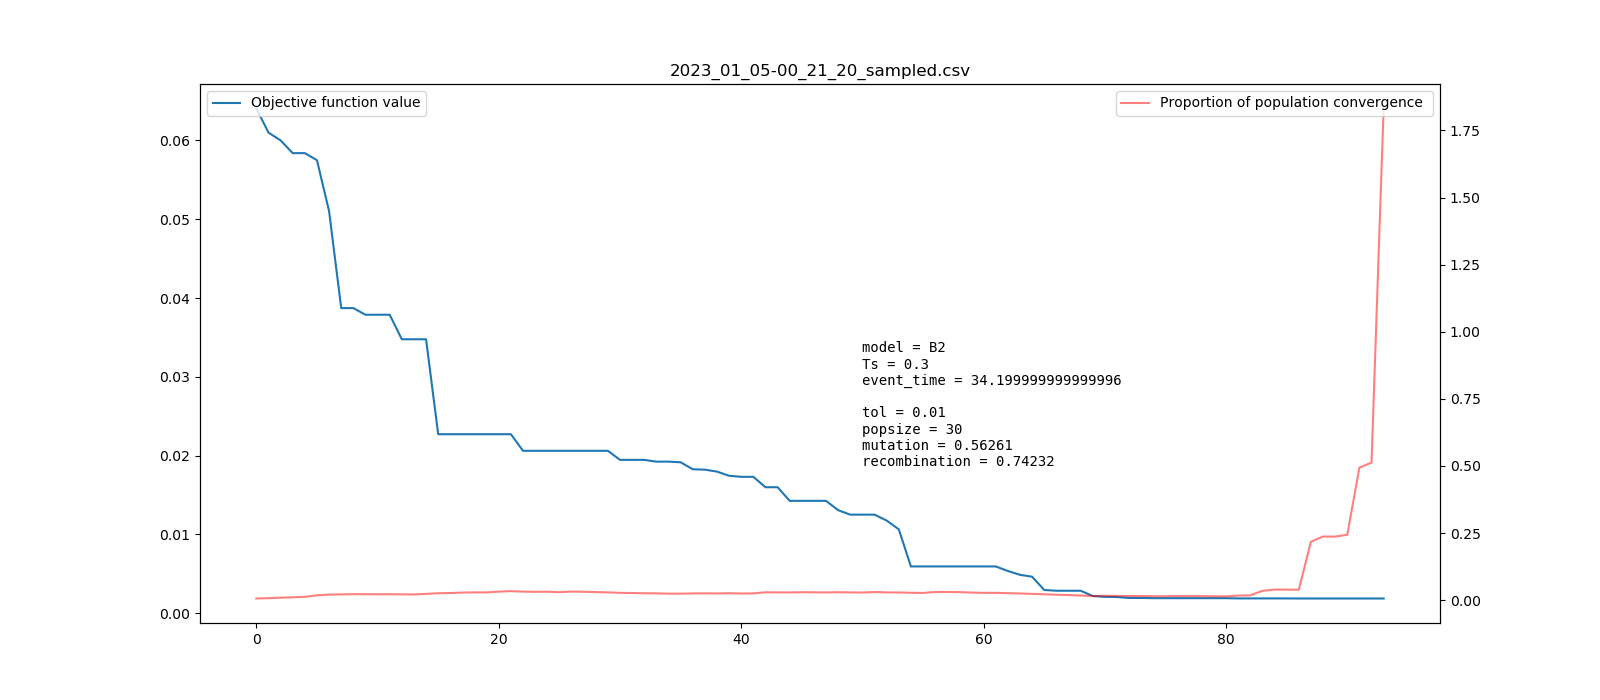 2023_01_05-00_21_20_sampled.csv
Objective function value
Proportion of population convergence
0.06
0.05
0.04
0.03
0.02
0.01
0.00
1.75
1.50
1.25
1.00
0.75
0.50
0.25
0.00
model = B2
Ts = 0.3
event_time = 34.199999999999996
tol = 0.01
popsize = 30
mutation = 0.56261
recombination = 0.74232
0 20 40 60 80